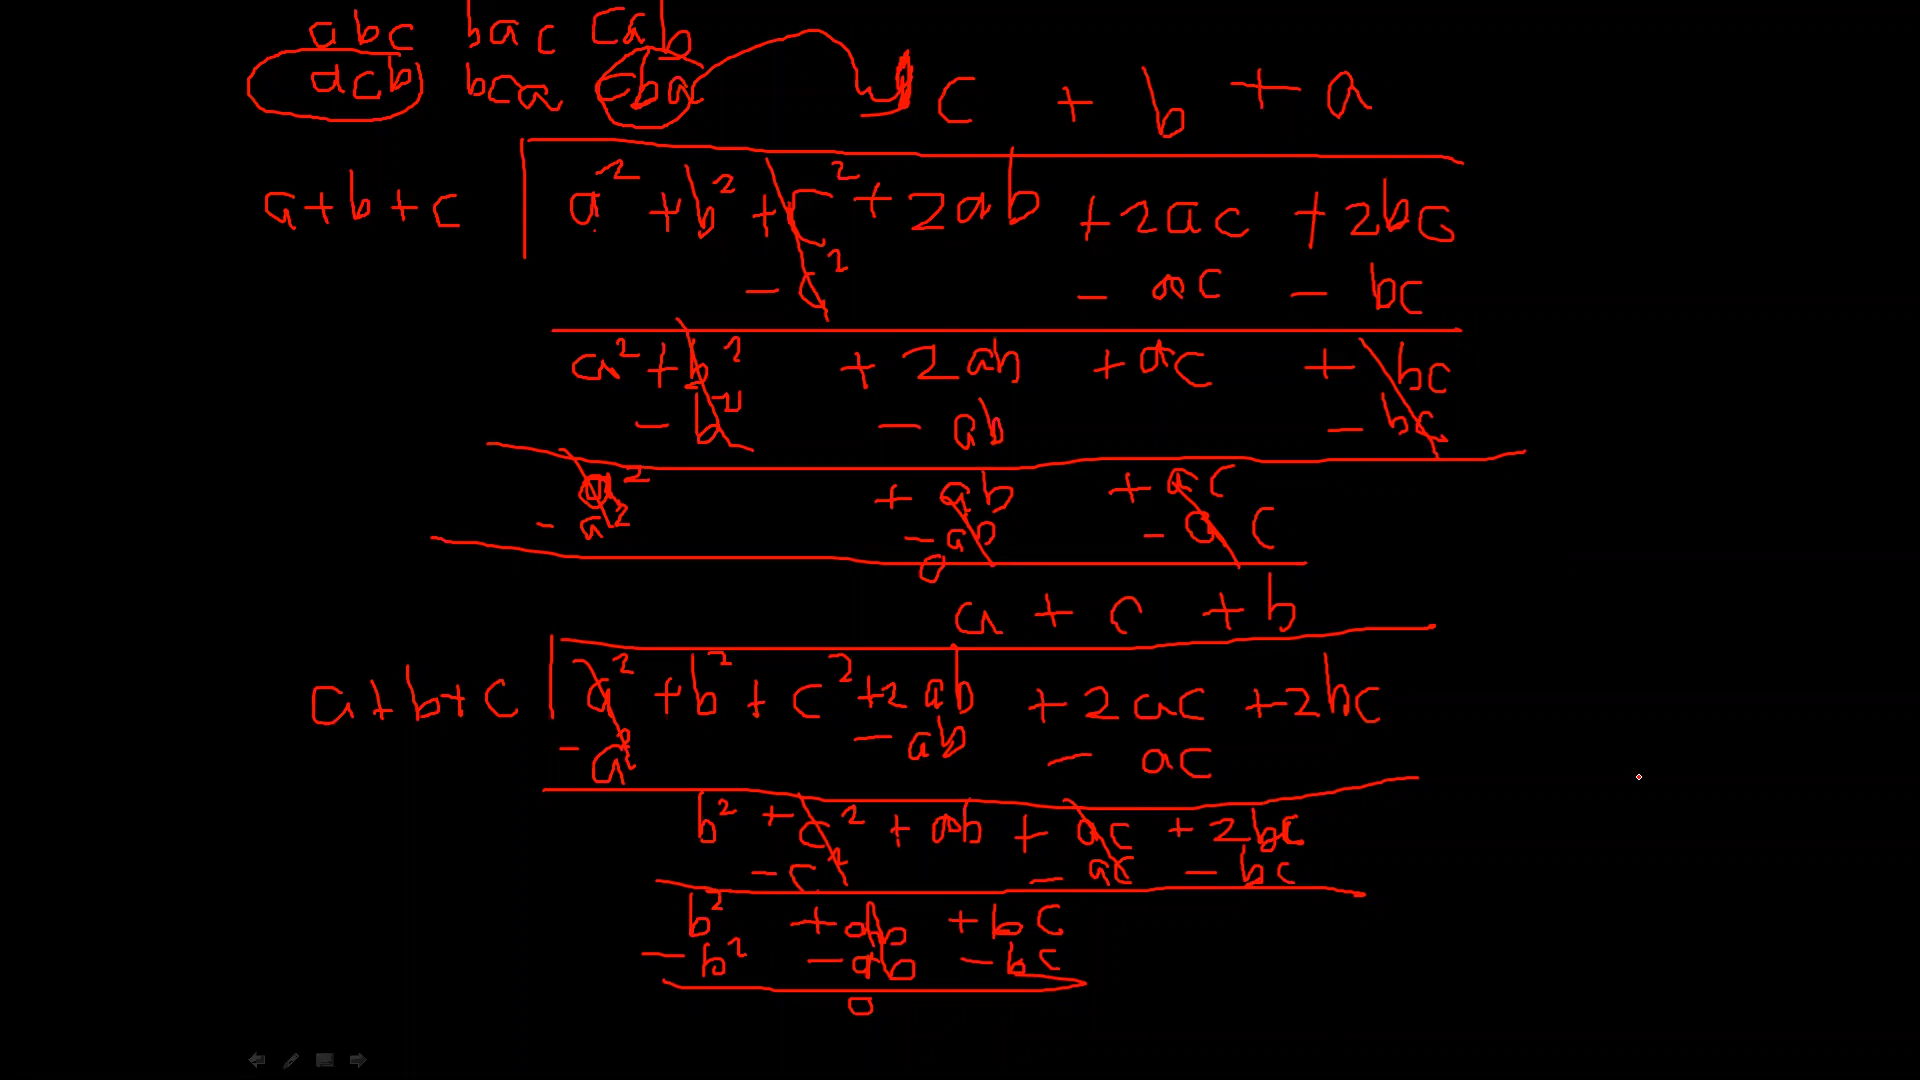 abc bac cab
acb bca cba
c + b + a
a+b+c a² + b² + c² + 2ab + 2ac + 2bc
- c² - ac - bc
a² + b² + 2ab + ac + bc
- b² - ab - bc
a² + ab + ac
- a² - ab - ac
0
a + c + b
a+b+c a² + b² + c² + 2ab + 2ac + 2bc
- a² - ab - ac
b² + c² + ab + ac + 2bc
- c² - ac - bc
b² + ab + bc
- b² - ab - bc
0